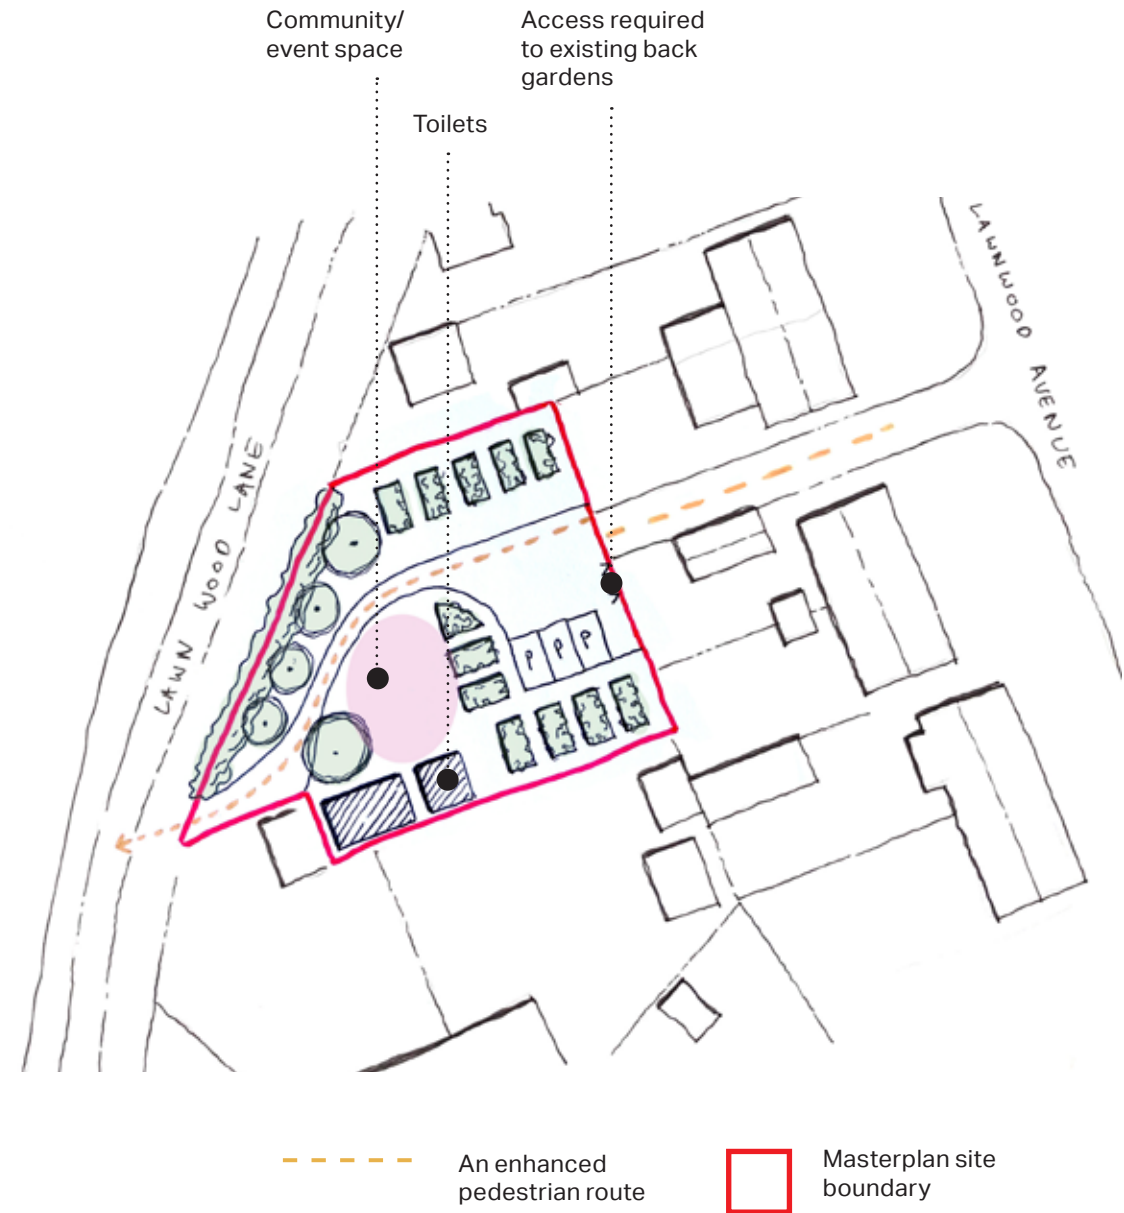 Community/
event space
Access required
to existing back
gardens
Toilets
LAWNWOOD AVENUE
LAWN WOOD LANE
P P P
An enhanced
pedestrian route
Masterplan site
boundary